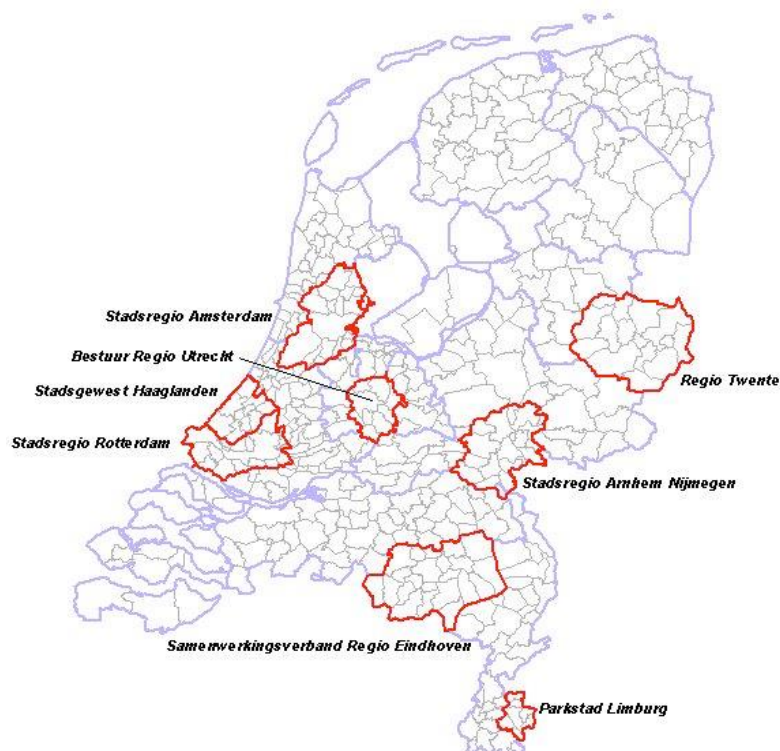 Stadsregio Amsterdam
Bestuur Regio Utrecht
Stadsgewest Haaglanden
Regio Twente
Stadsregio Rotterdam
Stadsregio Arnhem Nijmegen
Samenwerkingsverband Regio Eindhoven
Parkstad Limburg